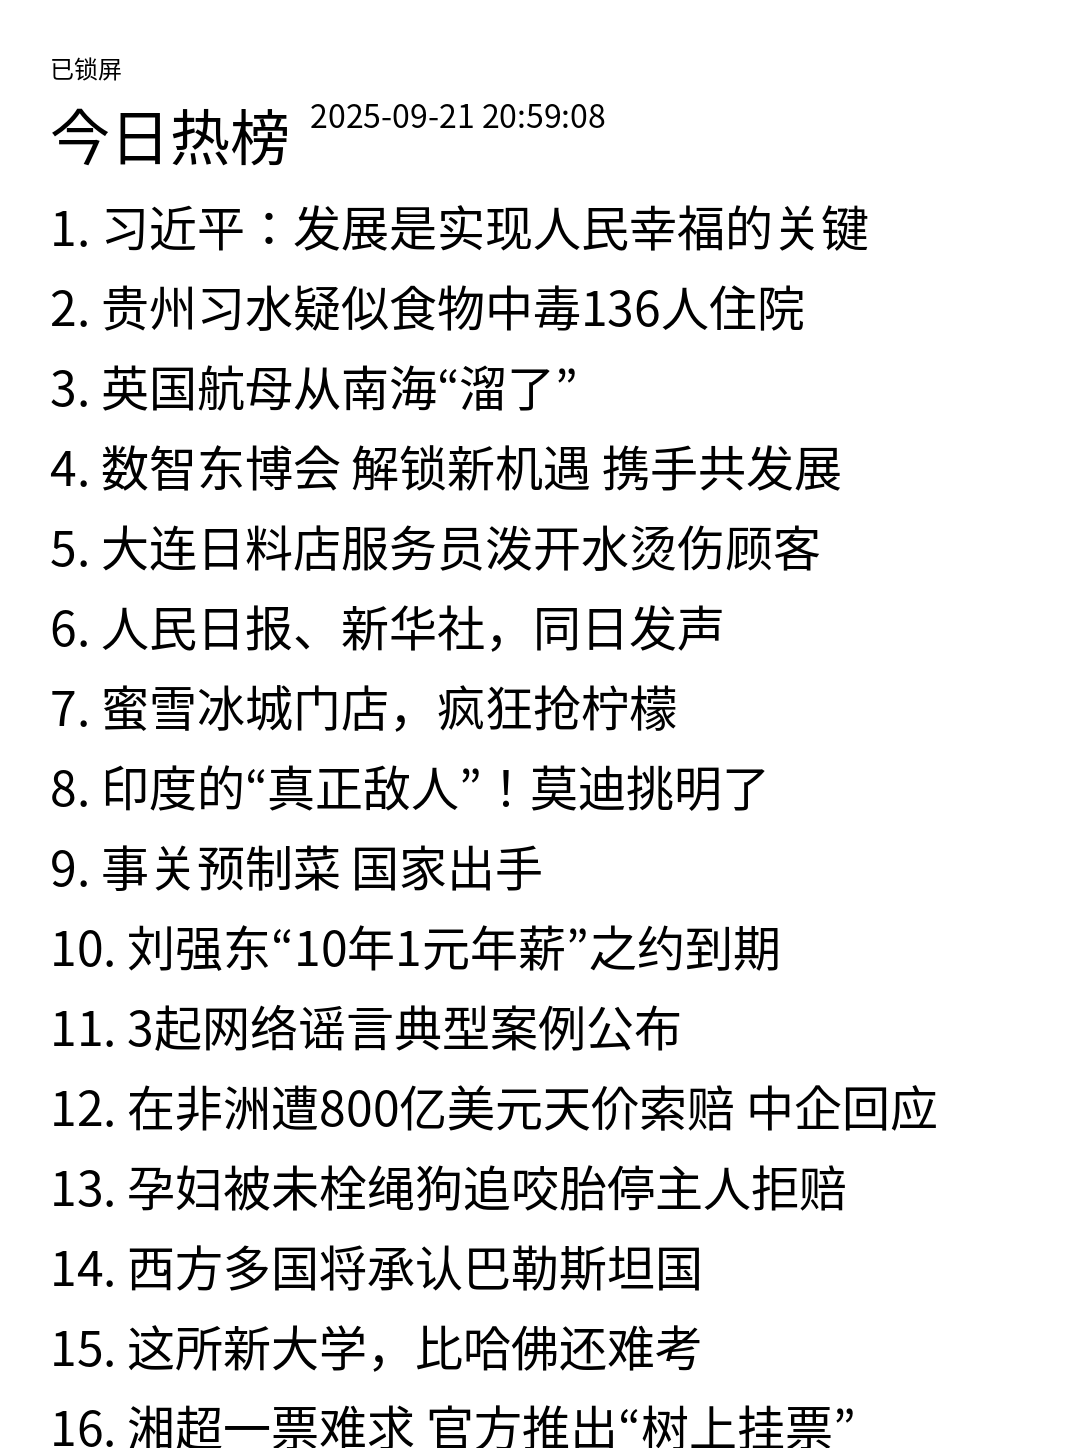 已锁屏
今日热榜 2025-09-21 20:59:08
1. 习近平：发展是实现人民幸福的关键
2. 贵州习水疑似食物中毒136人住院
3. 英国航母从南海“溜了”
4. 数智东博会 解锁新机遇 携手共发展
5. 大连日料店服务员泼开水烫伤顾客
6. 人民日报、新华社，同日发声
7. 蜜雪冰城门店，疯狂抢柠檬
8. 印度的“真正敌人”！莫迪挑明了
9. 事关预制菜 国家出手
10. 刘强东“10年1元年薪”之约到期
11. 3起网络谣言典型案例公布
12. 在非洲遭800亿美元天价索赔 中企回应
13. 孕妇被未栓绳狗追咬胎停主人拒赔
14. 西方多国将承认巴勒斯坦国
15. 这所新大学，比哈佛还难考
16. 湘超一票难求 官方推出“树上挂票”